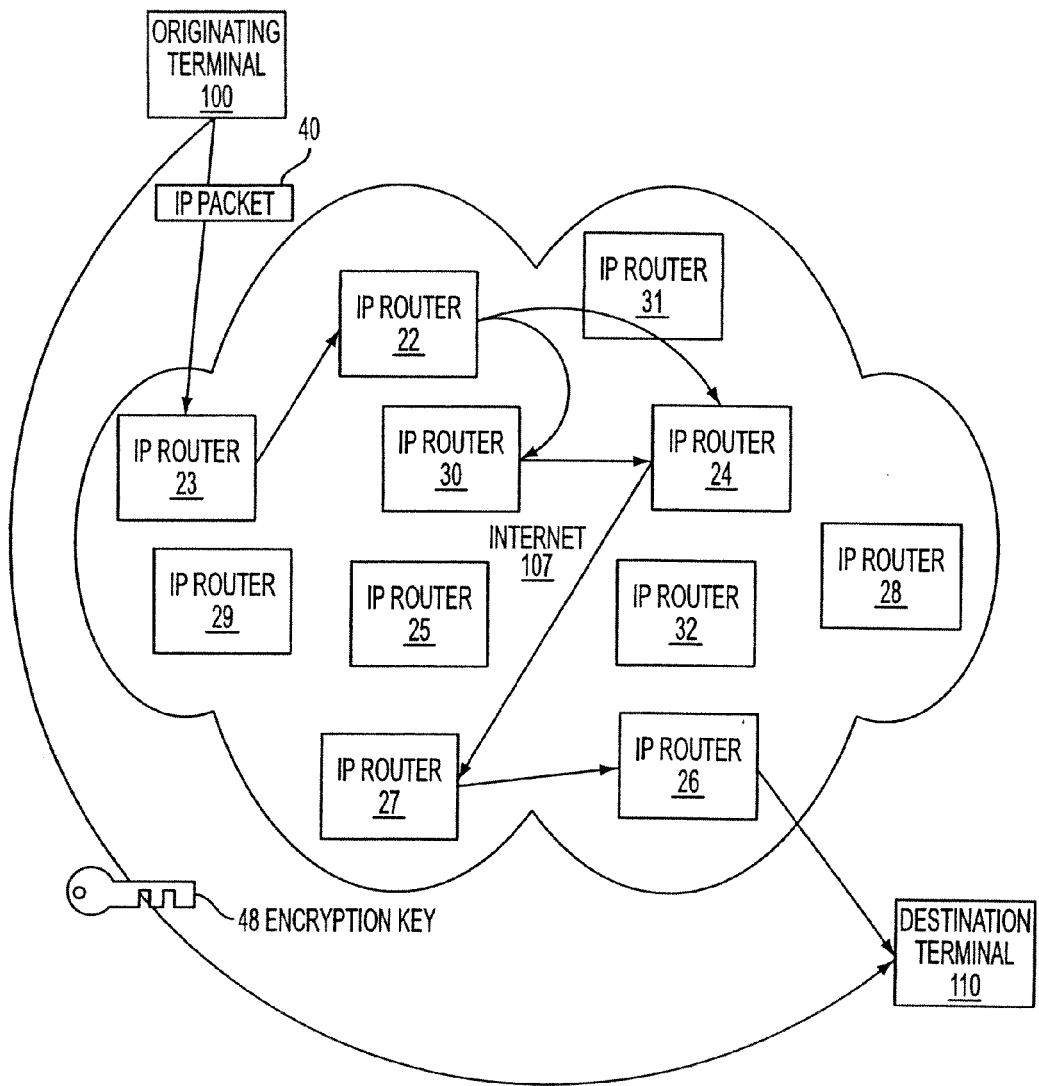 ORIGINATING
TERMINAL
100
40
IP PACKET
IP ROUTER
31
IP ROUTER
22
IP ROUTER
23
IP ROUTER
30
IP ROUTER
24
INTERNET
107
IP ROUTER
29
IP ROUTER
25
IP ROUTER
32
IP ROUTER
28
IP ROUTER
27
IP ROUTER
26
48 ENCRYPTION KEY
DESTINATION
TERMINAL
110